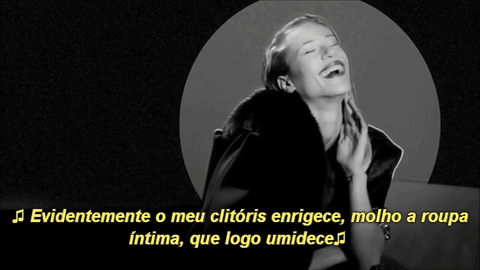 ♫ Evidentemente o meu clitóris enrigece, molho a roupa
íntima, que logo umidece♫